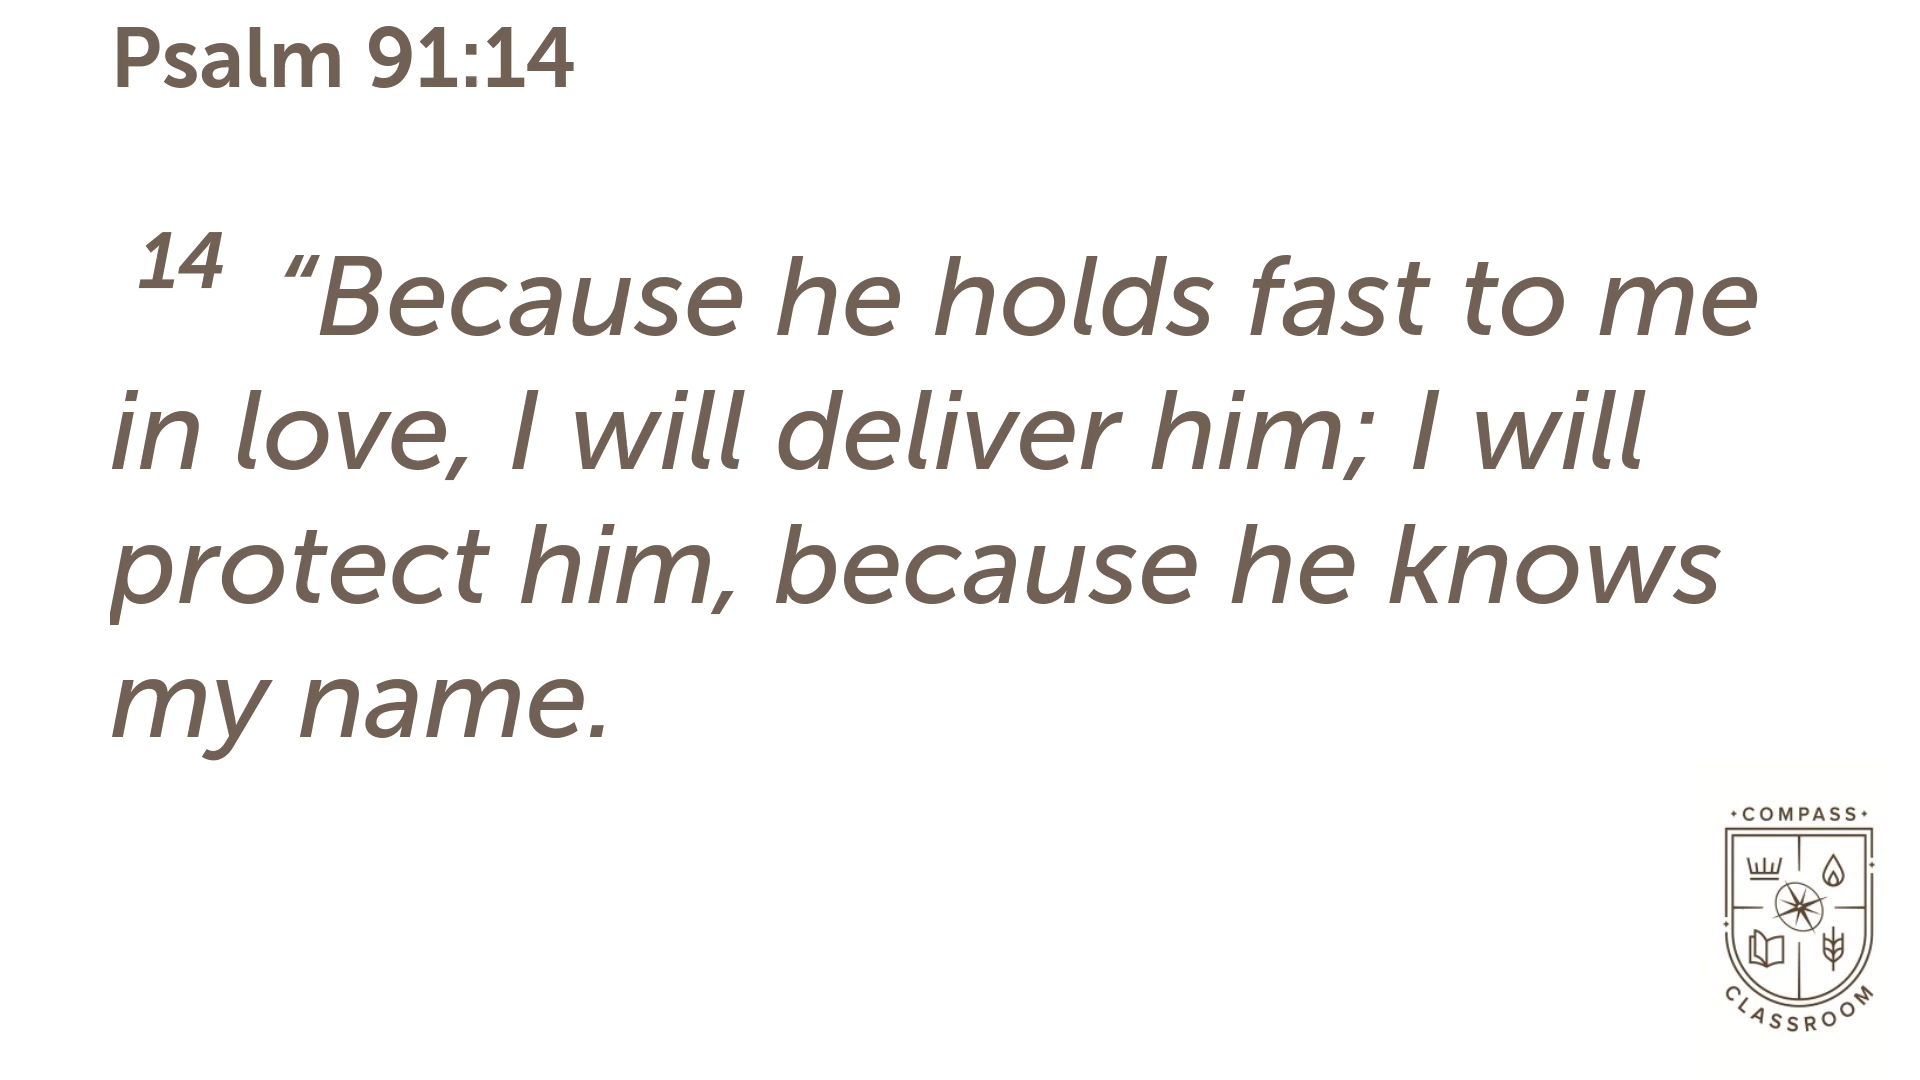 Psalm 91:14
14 “Because he holds fast to me
in love, I will deliver him; I will
protect him, because he knows
my name.
COMPASS
CLASSROOM